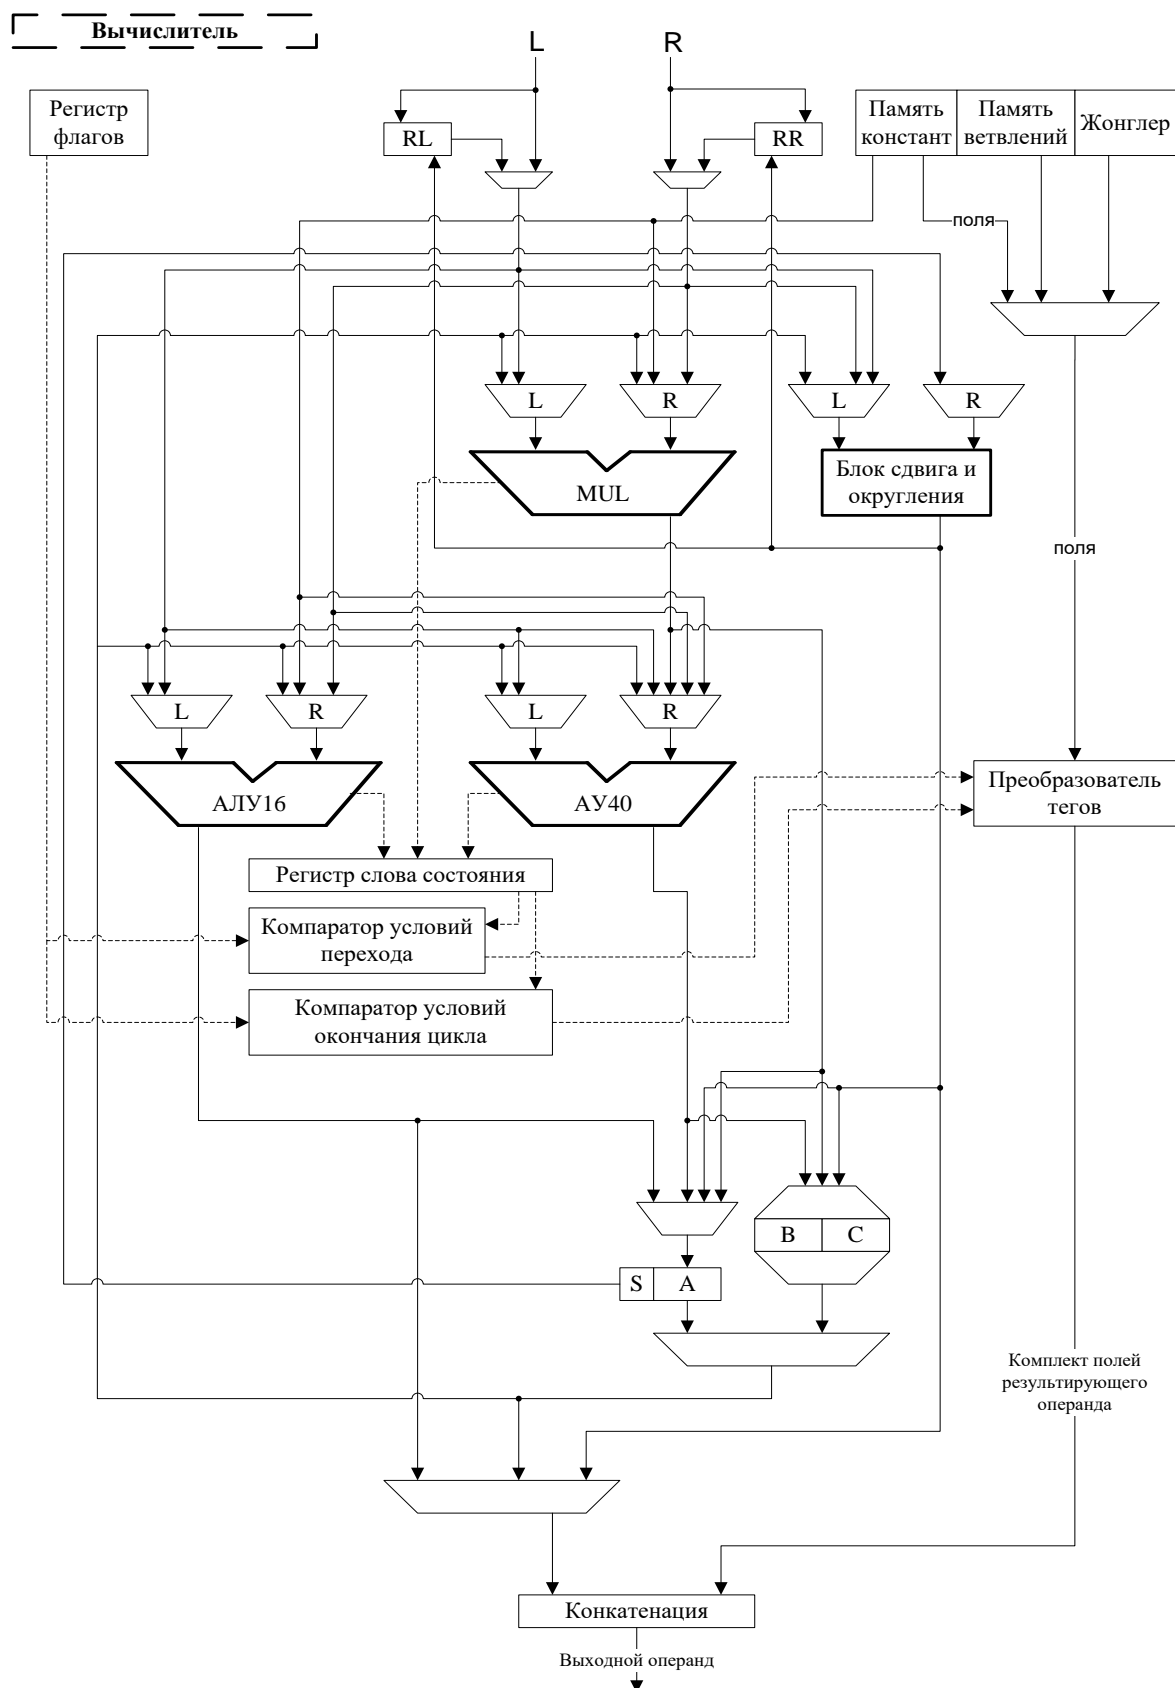 Вычислитель
L
R
Регистр
флагов
RL
RR
Память
констант
Память
ветвлений
Жонглер
поля
L
R
L
R
MUL
Блок сдвига и
округления
поля
L
R
L
R
АЛУ16
АУ40
Преобразователь
тегов
Регистр слова состояния
Компаратор условий
перехода
Компаратор условий
окончания цикла
B
C
S
A
Комплект полей
результирующего
операнда
Конкатенация
Выходной операнд